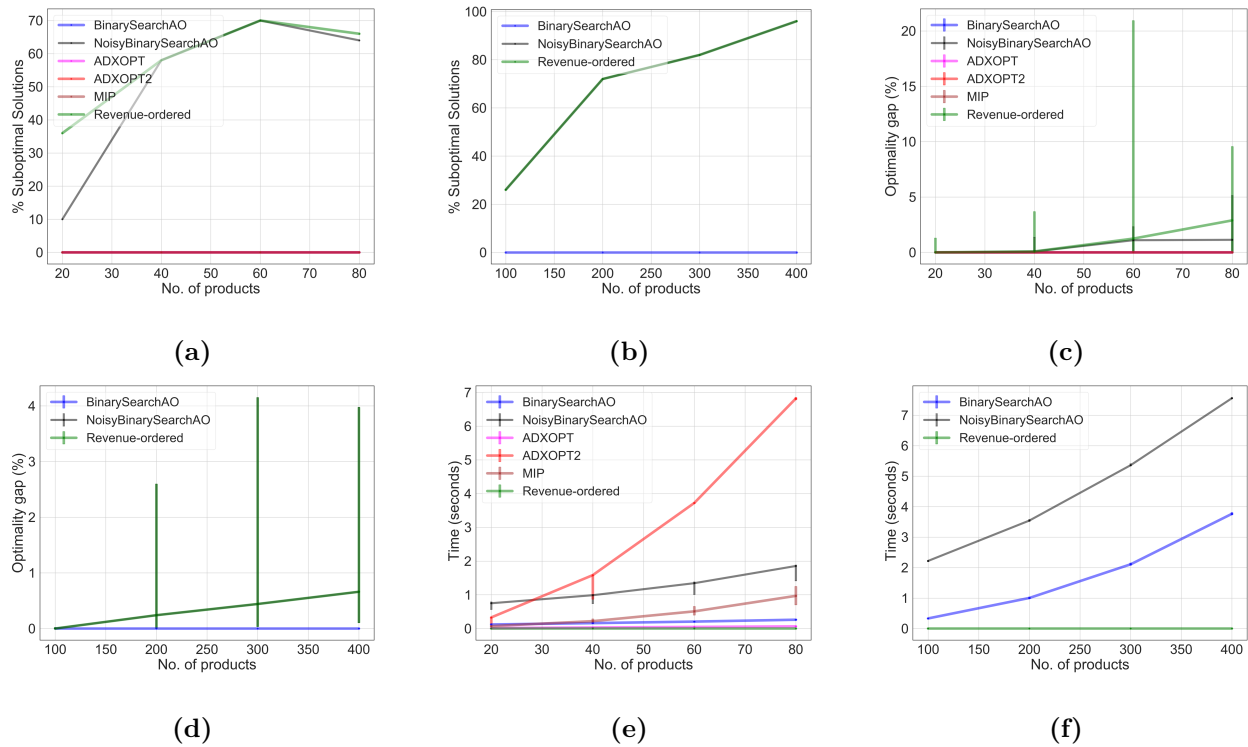 % Suboptimal Solutions
70
60
50
40
30
20
10
0
BinarySearchAO
NoisyBinarySearchAO
ADXOPT
ADXOPT2
MIP
Revenue-ordered
20 30 40 50 60 70 80
No. of products
(a)
% Suboptimal Solutions
100
80
60
40
20
0
BinarySearchAO
NoisyBinarySearchAO
Revenue-ordered
100 150 200 250 300 350 400
No. of products
(b)
Optimality gap (%)
20
15
10
5
0
BinarySearchAO
NoisyBinarySearchAO
ADXOPT
ADXOPT2
MIP
Revenue-ordered
20 30 40 50 60 70 80
No. of products
(c)
Optimality gap (%)
4
3
2
1
0
BinarySearchAO
NoisyBinarySearchAO
Revenue-ordered
100 150 200 250 300 350 400
No. of products
(d)
Time (seconds)
7
6
5
4
3
2
1
0
BinarySearchAO
NoisyBinarySearchAO
ADXOPT
ADXOPT2
MIP
Revenue-ordered
20 30 40 50 60 70 80
No. of products
(e)
Time (seconds)
7
6
5
4
3
2
1
0
BinarySearchAO
NoisyBinarySearchAO
Revenue-ordered
100 150 200 250 300 350 400
No. of products
(f)